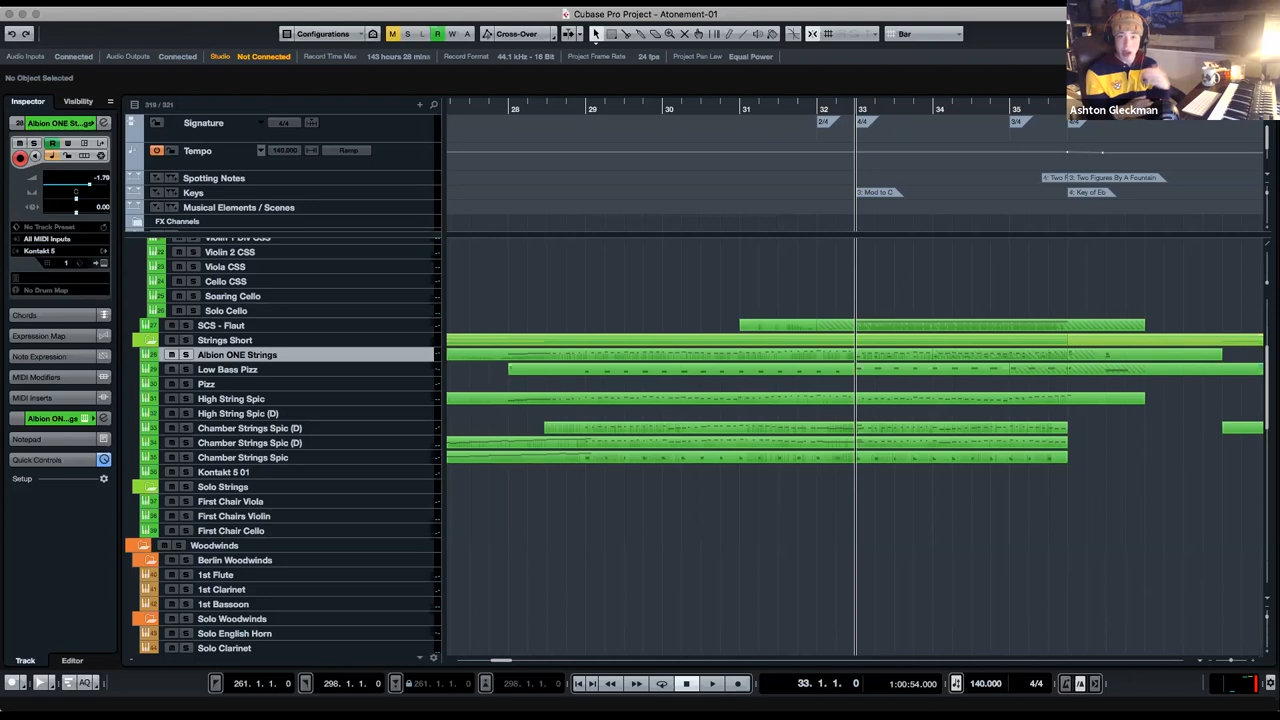 Cubase Pro Project - Atonement-01
Configurations M S L R W A Cross-Over Bar
Audio Inputs Connected Audio Outputs Connected Studio Not Connected Record Time Max 143 hours 28 mins Record Format 44.1 kHz - 16 Bit Project Frame Rate 24 fps Project Pan Law Equal Power
Ashton Gleckman
No Object Selected
Inspector Visibility
319 / 321
28 29 30 31 32 33 34 35
28 Albion ONE St...gs
Signature 4/4
2/4 4/4 3/4
M S R W
Tempo 140.000 Ramp
-1.70
0.00
Spotting Notes
4: Two F 3: Two Figures By A Fountain
Keys
3: Mod to C 4: Key of Eb
Musical Elements / Scenes
FX Channels
No Track Preset
All MIDI Inputs
Kontakt 5
1
No Drum Map
Chords
Expression Map
Note Expression
MIDI Modifiers
MIDI Inserts
Albion ON...gs
Notepad
Quick Controls
Setup
Violin 1 DIV CSS
Violin 2 CSS
Viola CSS
Cello CSS
Soaring Cello
Solo Cello
SCS - Flaut
Strings Short
Albion ONE Strings
Low Bass Pizz
Pizz
High String Spic
High String Spic (D)
Chamber Strings Spic (D)
Chamber Strings Spic (D)
Chamber Strings Spic
Kontakt 5 01
Solo Strings
First Chair Viola
First Chairs Violin
First Chair Cello
Woodwinds
Berlin Woodwinds
1st Flute
1st Clarinet
1st Bassoon
Solo Woodwinds
Solo English Horn
Solo Clarinet
Track Editor
AQ 261. 1. 1. 0 298. 1. 1. 0 261. 1. 1. 0 298. 1. 1. 0 33. 1. 1. 0 1:00:54.000 140.000 4/4